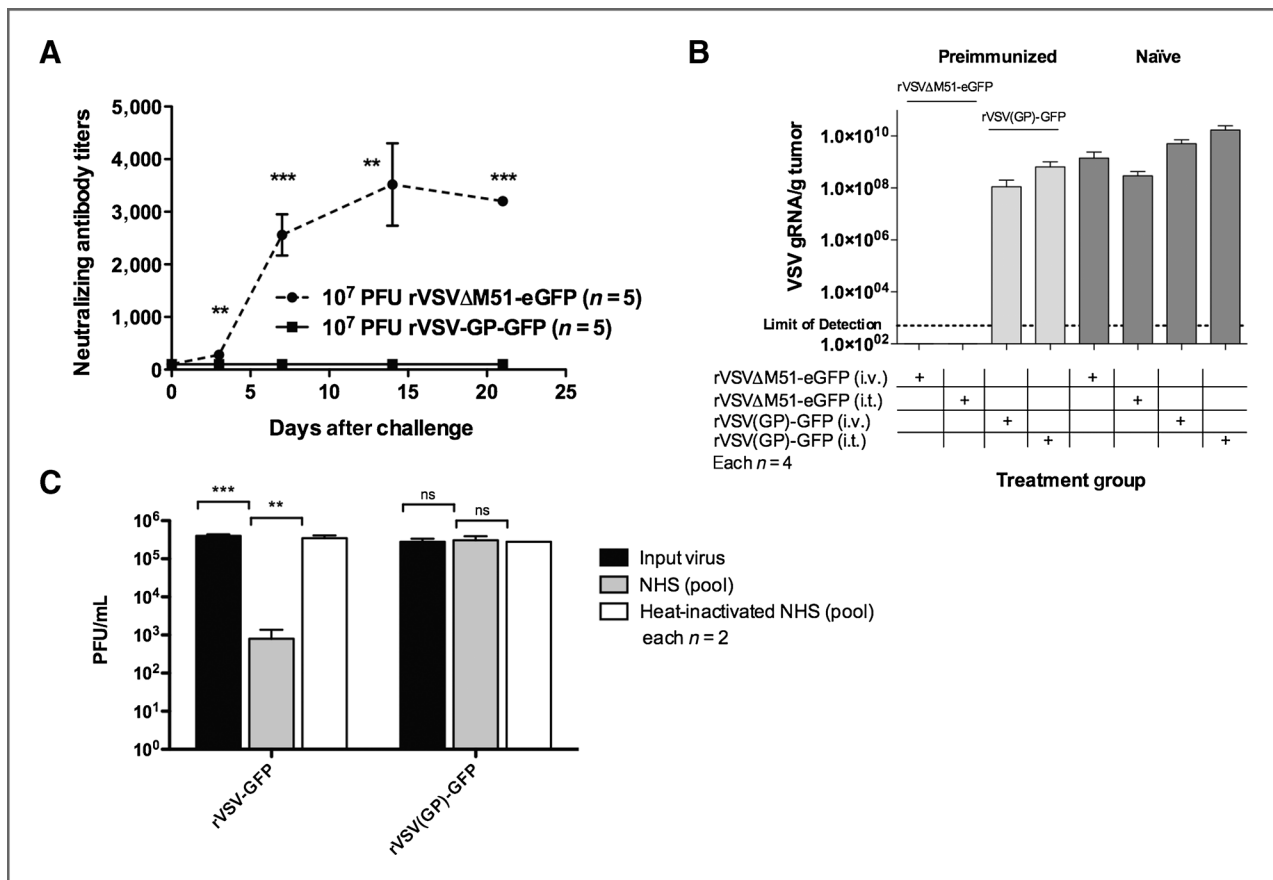 A
5,000
4,000
3,000
2,000
1,000
0
Neutralizing antibody titers
**
***
**
***
10⁷ PFU rVSVΔM51-eGFP (n = 5)
10⁷ PFU rVSV-GP-GFP (n = 5)
0 5 10 15 20 25
Days after challenge
B
Preimmunized Naïve
rVSVΔM51-eGFP
rVSV(GP)-GFP
VSV gRNA/g tumor
1.0×10¹⁰
1.0×10⁰⁸
1.0×10⁰⁶
1.0×10⁰⁴
Limit of Detection
1.0×10⁰²
rVSVΔM51-eGFP (i.v.) + +
rVSVΔM51-eGFP (i.t.) + +
rVSV(GP)-GFP (i.v.) + +
rVSV(GP)-GFP (i.t.) + +
Each n = 4
Treatment group
C
*** ** ns ns
10⁶
10⁵
10⁴
10³
10²
10¹
10⁰
PFU/mL
rVSV-GFP
rVSV(GP)-GFP
Input virus
NHS (pool)
Heat-inactivated NHS (pool)
each n = 2